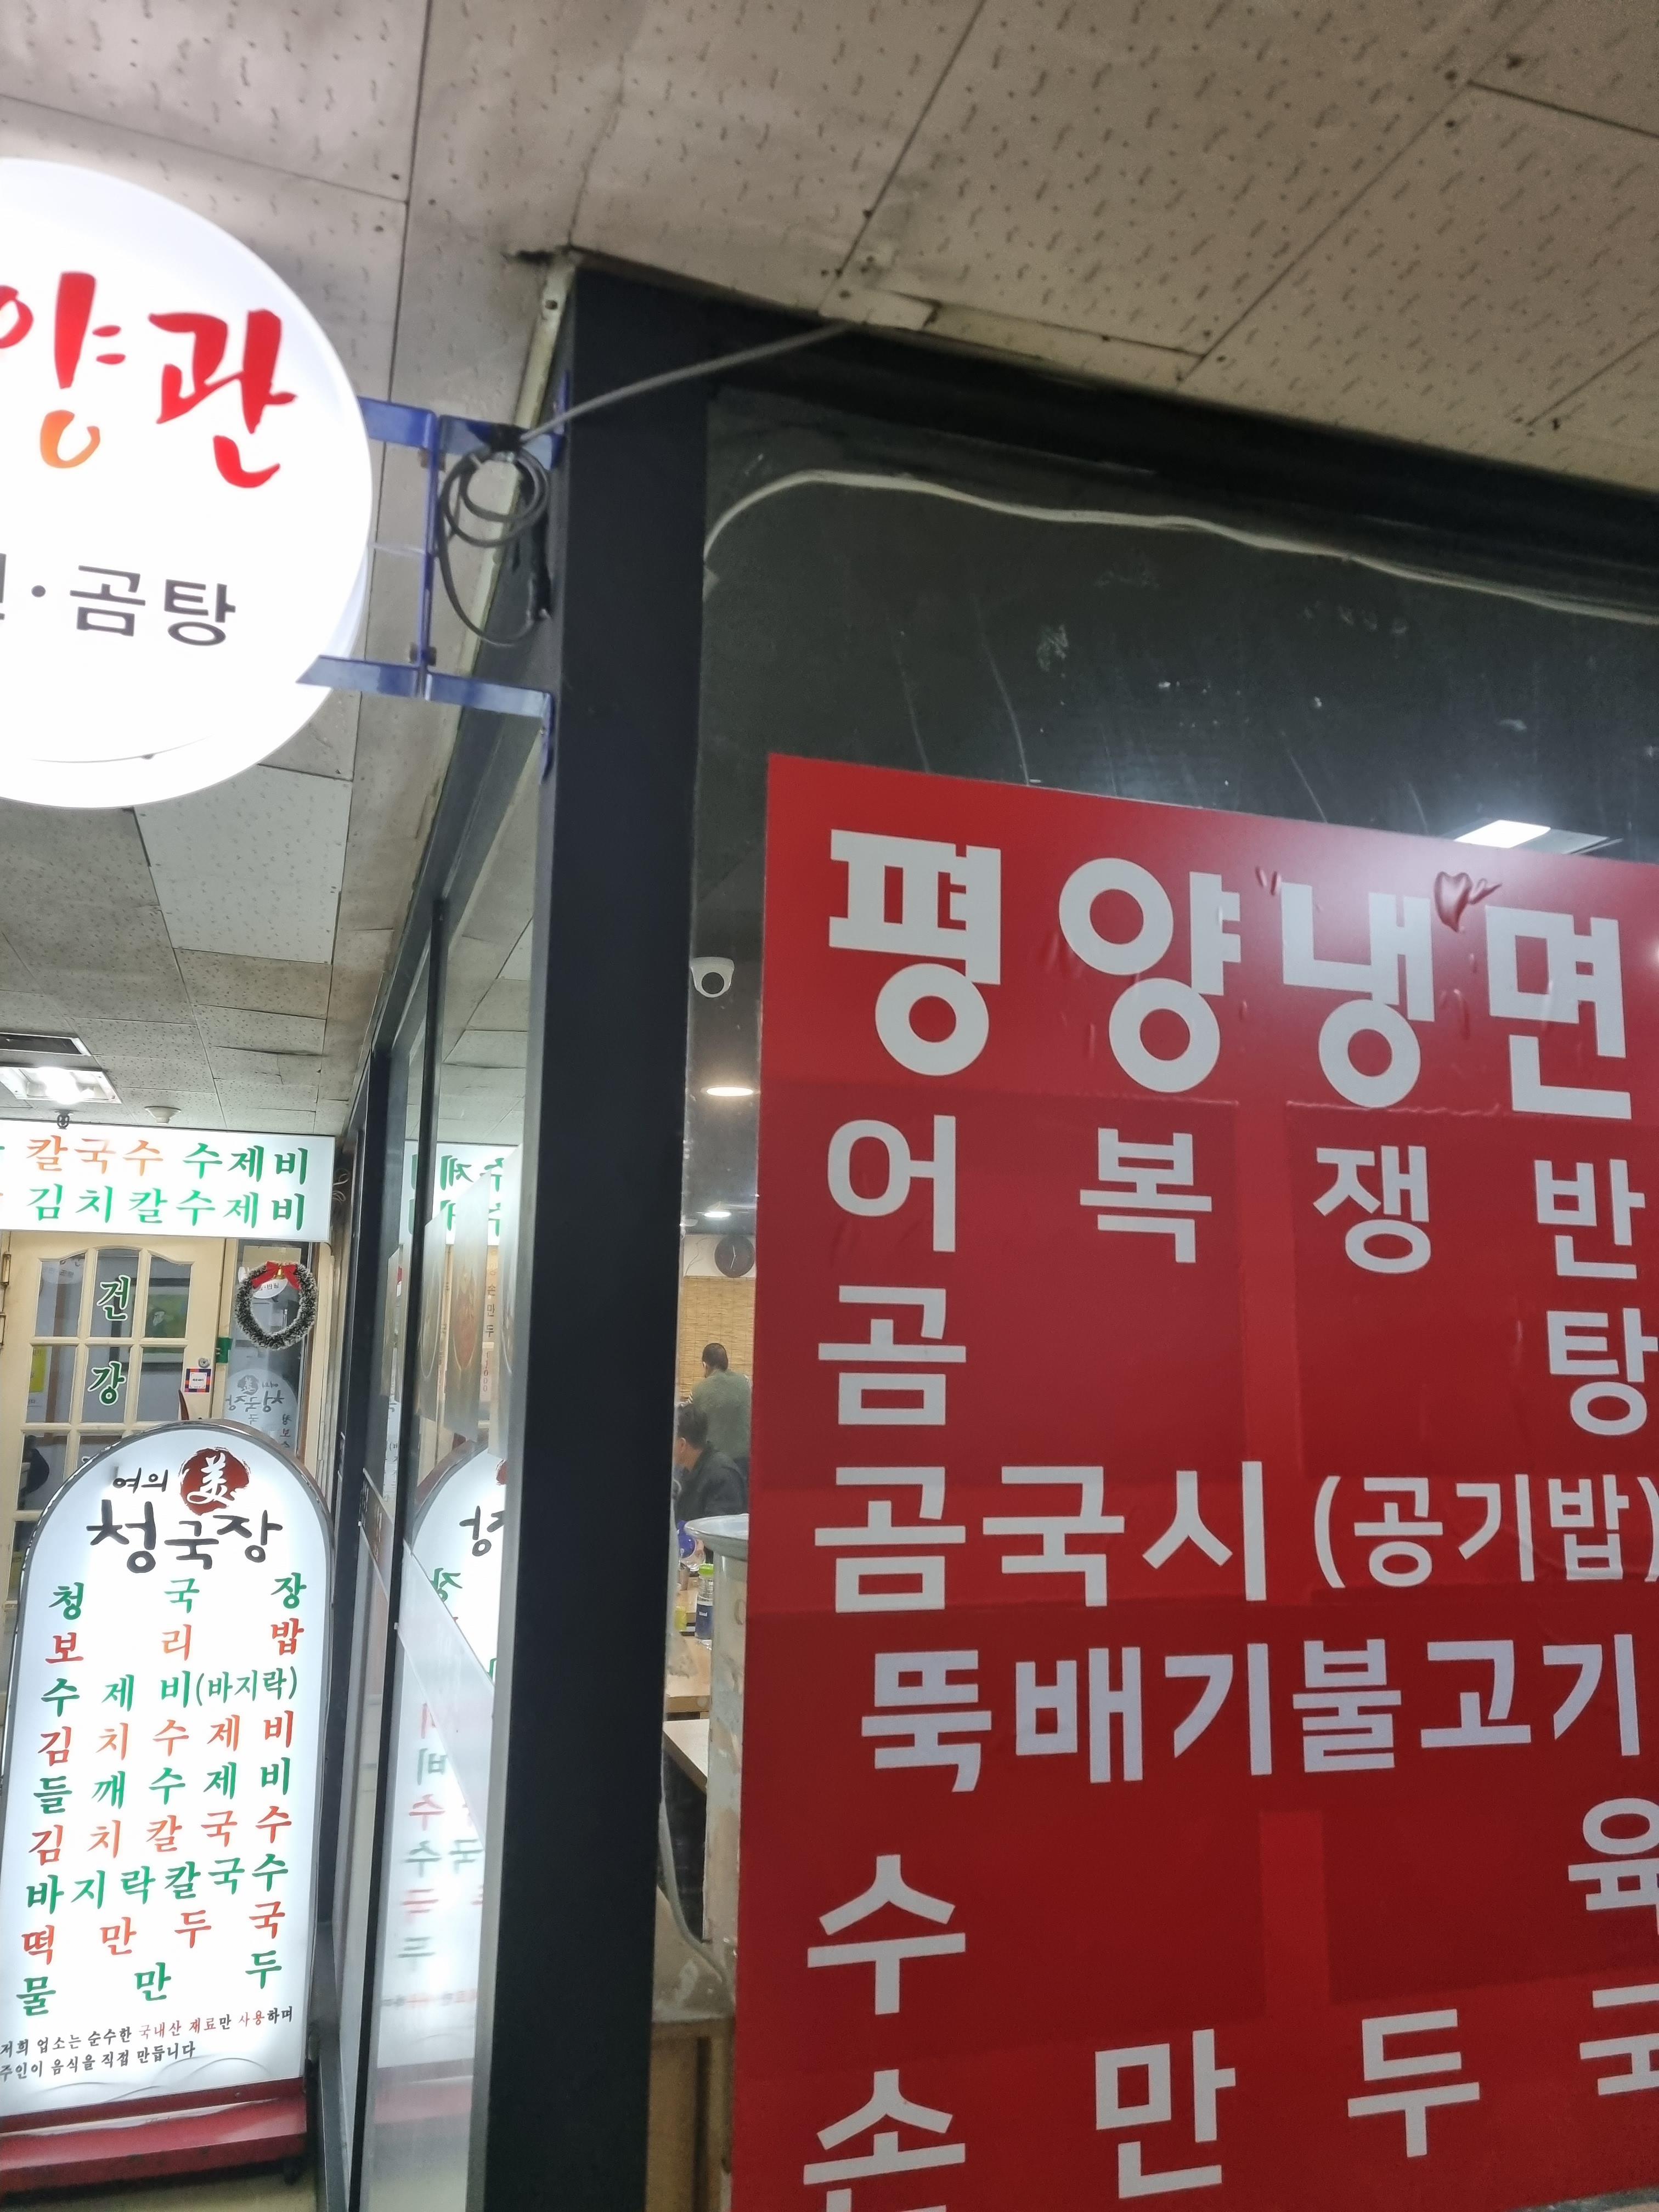 양관
·곰탕
평양냉면
어복쟁반
곰탕
곰국시 (공기밥)
뚝배기불고기
수육
손만두
칼국수 수제비
김치칼수제비
건
강
여의 美
청국장
청국장
보리밥
수제비(바지락)
김치수제비
들깨수제비
김치칼국수
바지락칼국수
떡만두국
물만두
저희 업소는 순수한 국내산 재료만 사용하며
주인이 음식을 직접 만듭니다